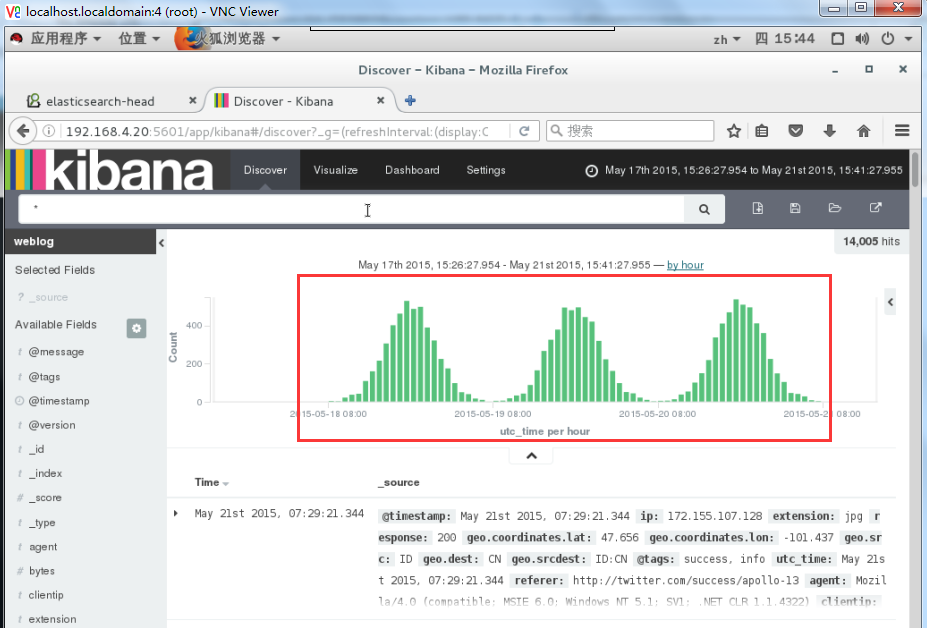 localhost.localdomain:4 (root) - VNC Viewer
应用程序 位置 火狐浏览器 zh 四 15:44
Discover - Kibana - Mozilla Firefox
elasticsearch-head Discover - Kibana
192.168.4.20:5601/app/kibana#/discover?_g=(refreshInterval:(display:C 搜索
kibana Discover Visualize Dashboard Settings May 17th 2015, 15:26:27.954 to May 21st 2015, 15:41:27.955
*
weblog 14,005 hits
Selected Fields May 17th 2015, 15:26:27.954 - May 21st 2015, 15:41:27.955 — by hour
? _source
Available Fields
t @message
t @tags
@timestamp
t @version
t _id
t _index
# _score
t _type
t agent
# bytes
t clientip
t extension
Count
400
200
0
2015-05-18 08:00 2015-05-19 08:00 2015-05-20 08:00 2015-05-21 08:00
utc_time per hour
Time _source
May 21st 2015, 07:29:21.344 @timestamp: May 21st 2015, 07:29:21.344 ip: 172.155.107.128 extension: jpg r
esponse: 200 geo.coordinates.lat: 47.656 geo.coordinates.lon: -101.437 geo.sr
c: ID geo.dest: CN geo.srcdest: ID:CN @tags: success, info utc_time: May 21s
t 2015, 07:29:21.344 referer: http://twitter.com/success/apollo-13 agent: Mozil
la/4.0 (compatible; MSIE 6.0; Windows NT 5.1; SV1; .NET CLR 1.1.4322) clientip: